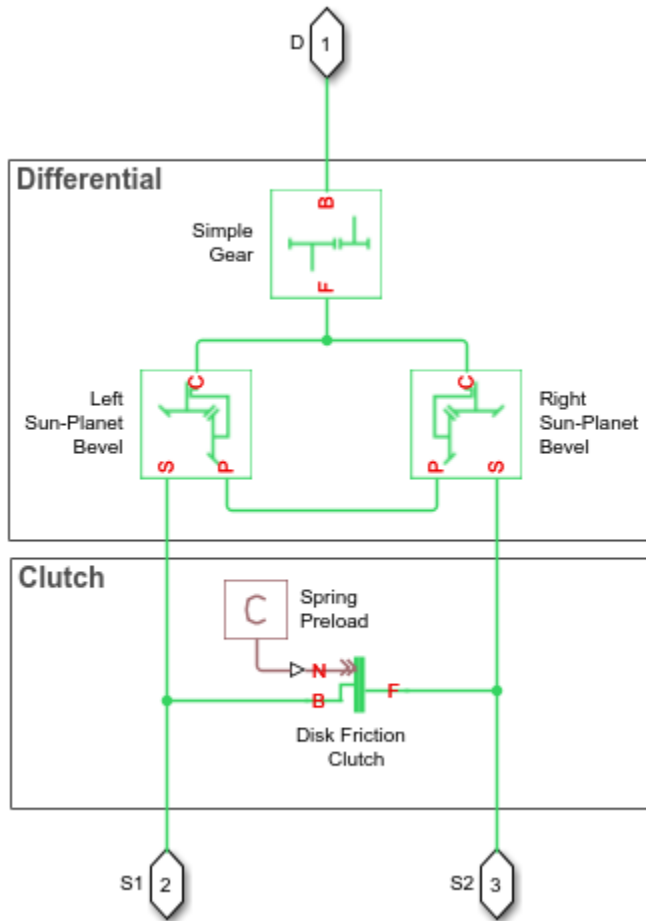 D
1
Differential
B
Simple
Gear
F
C
C
Left
Sun-Planet
Bevel
Right
Sun-Planet
Bevel
S
P
P
S
Clutch
C
Spring
Preload
N
B
F
Disk Friction
Clutch
S1
2
S2
3